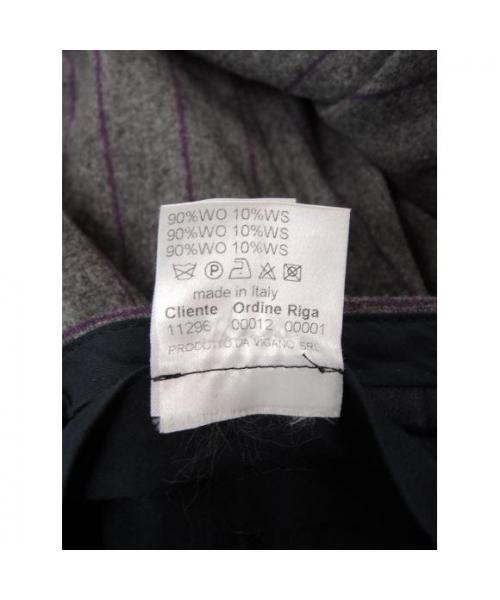 90%WO 10%WS
90%WO 10%WS
90%WO 10%WS
P
made in Italy
Cliente Ordine Riga
11296 00012 00001
PRODOTTO DA VIGANO SRL